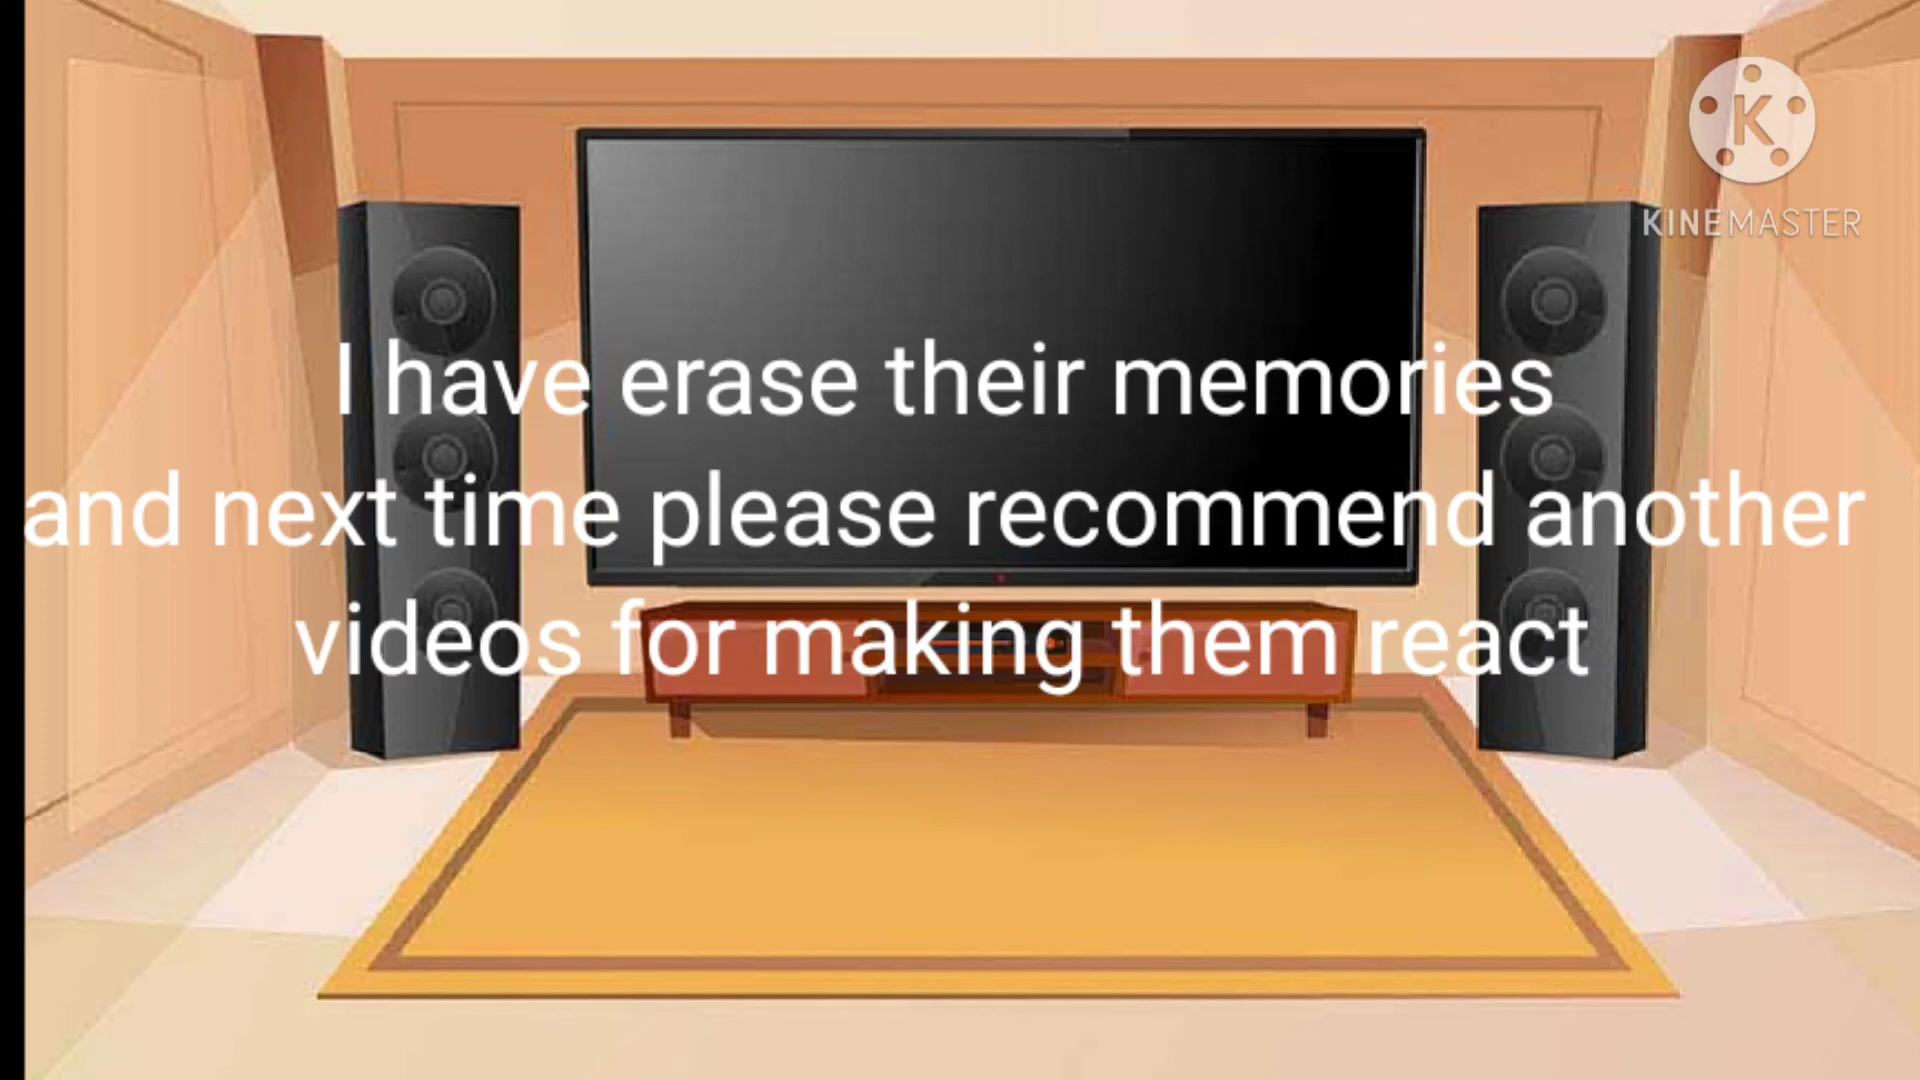 K
KINEMASTER
I have erase their memories
and next time please recommend another
videos for making them react